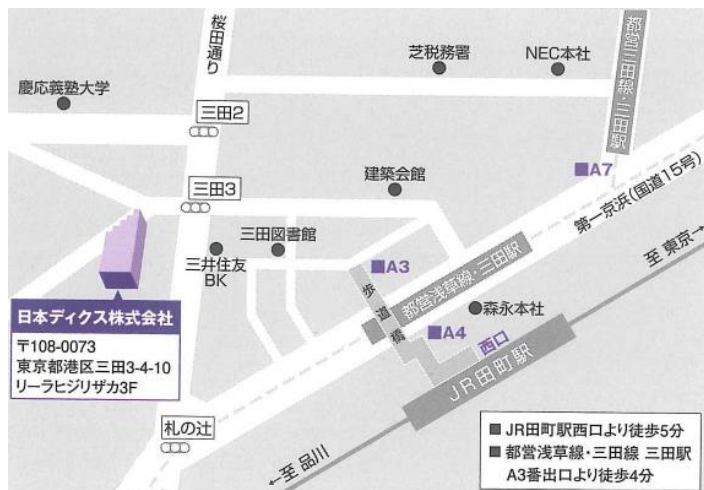 桜田通り
芝税務署
NEC本社
都営三田線・三田駅
慶応義塾大学
三田2
A7
建築会館
三田3
第一京浜(国道15号)
三田図書館
三井住友
BK
A3
歩道橋
都営浅草線・三田駅
至 東京→
森永本社
A4
西口
JR田町駅
日本ディクス株式会社
〒108-0073
東京都港区三田3-4-10
リーラヒジリザカ3F
札の辻
←至 品川
JR田町駅西口より徒歩5分
都営浅草線・三田線 三田駅
A3番出口より徒歩4分